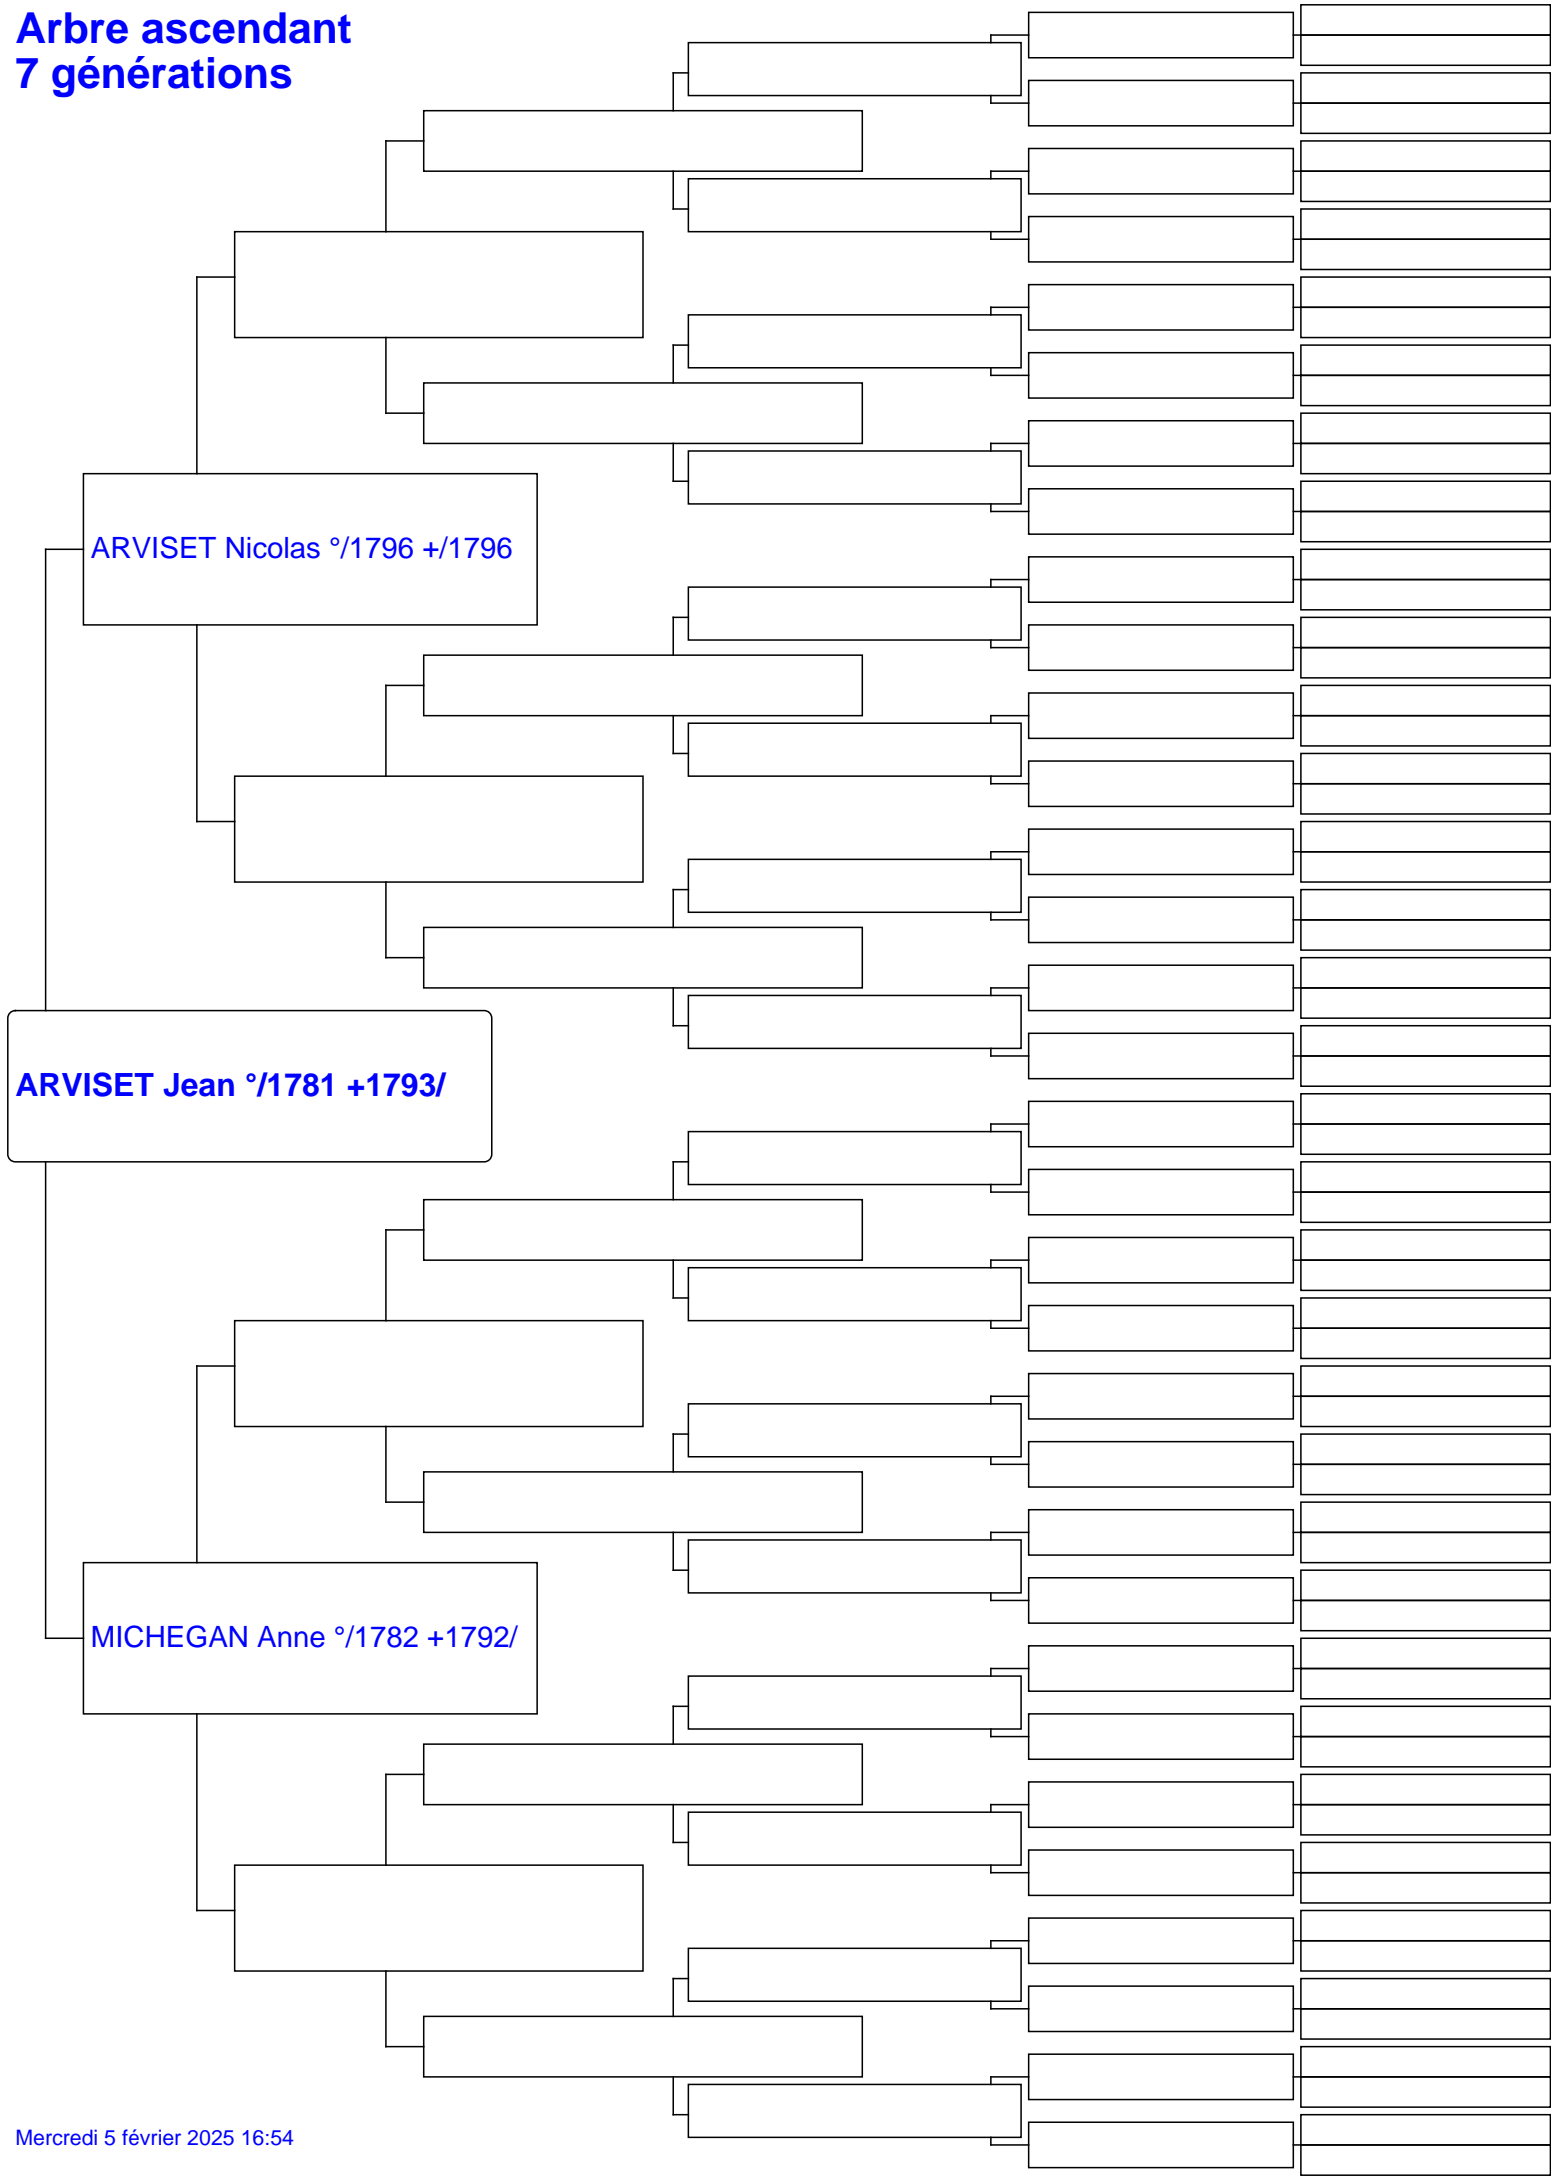 Arbre ascendant
7 générations
ARVISET Nicolas °/1796 +/1796
ARVISET Jean °/1781 +1793/
MICHEGAN Anne °/1782 +1792/
Mercredi 5 février 2025 16:54